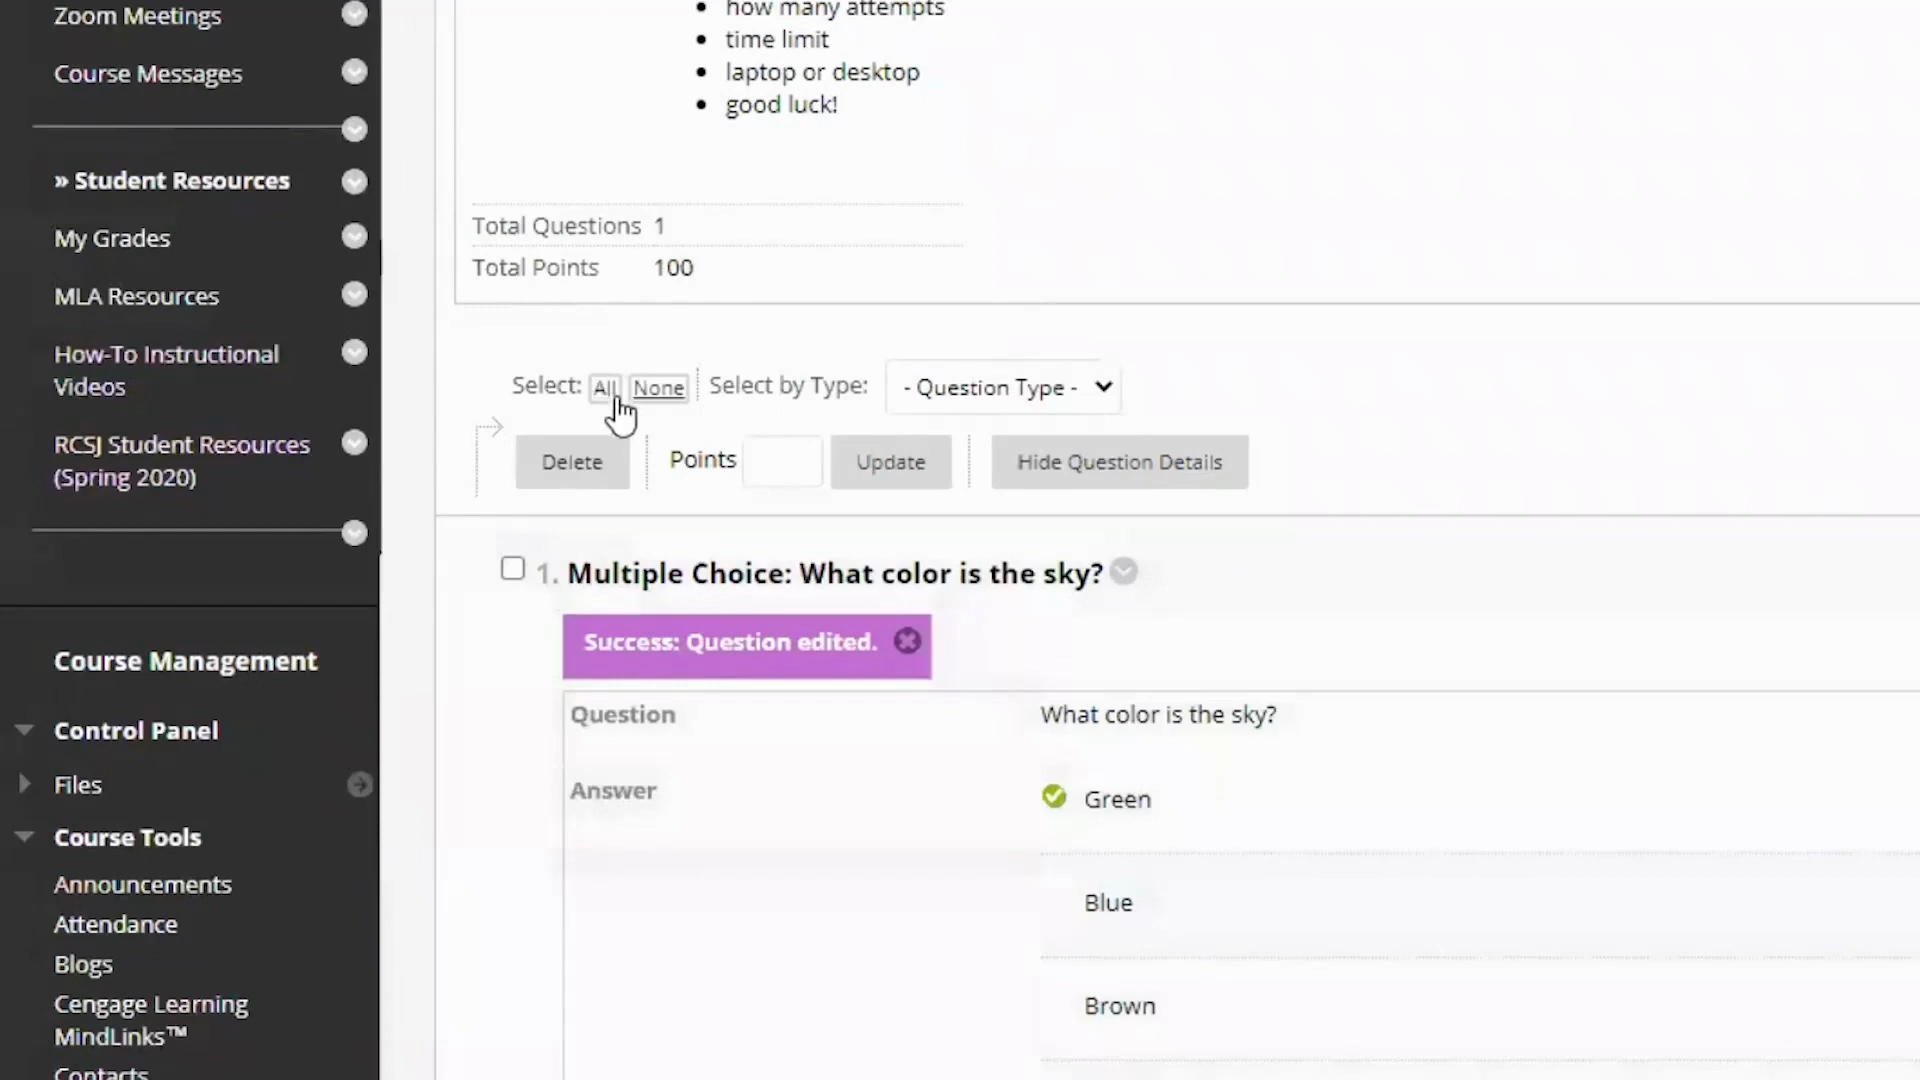 Zoom Meetings
Course Messages
» Student Resources
My Grades
MLA Resources
How-To Instructional
Videos
RCSJ Student Resources
(Spring 2020)
Course Management
Control Panel
Files
Course Tools
Announcements
Attendance
Blogs
Cengage Learning
MindLinks™
Contacts
• how many attempts
• time limit
• laptop or desktop
• good luck!
Total Questions 1
Total Points 100
Select: All None Select by Type: - Question Type -
Delete Points Update Hide Question Details
1. Multiple Choice: What color is the sky?
Success: Question edited.
Question What color is the sky?
Answer Green
Blue
Brown